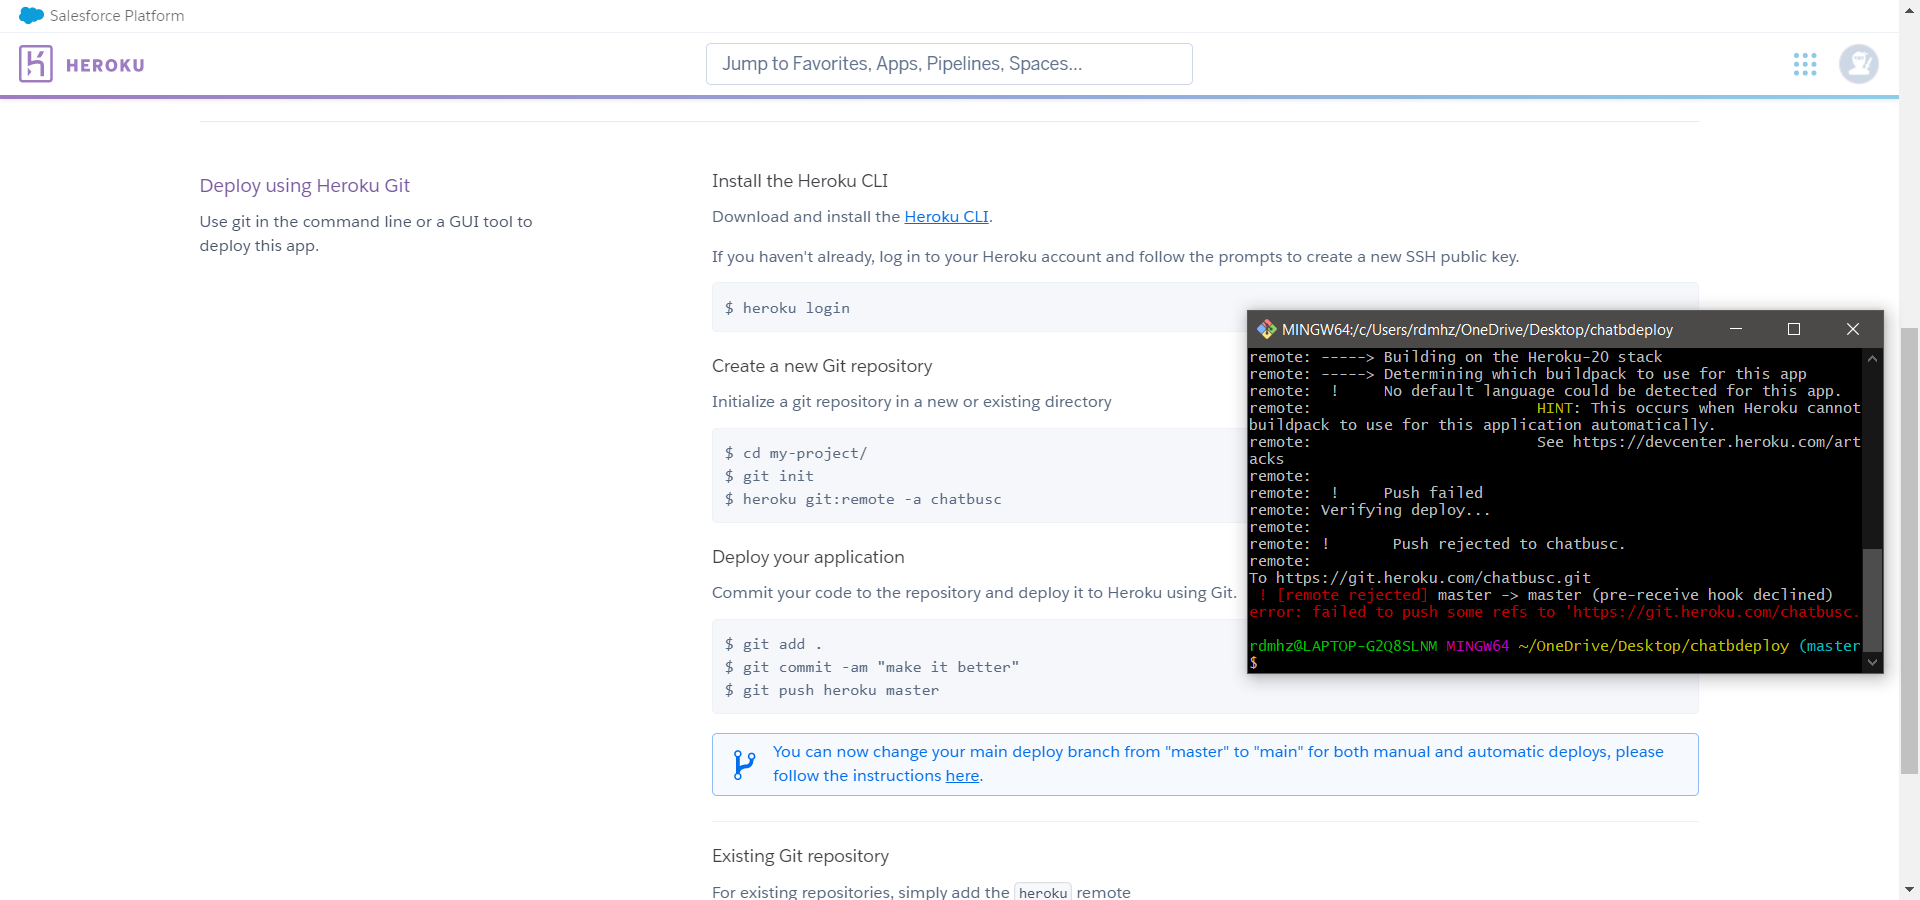 Salesforce Platform
HEROKU
Jump to Favorites, Apps, Pipelines, Spaces...
Deploy using Heroku Git
Use git in the command line or a GUI tool to
deploy this app.
Install the Heroku CLI
Download and install the Heroku CLI.
If you haven't already, log in to your Heroku account and follow the prompts to create a new SSH public key.
$ heroku login
Create a new Git repository
Initialize a git repository in a new or existing directory
$ cd my-project/
$ git init
$ heroku git:remote -a chatbusc
Deploy your application
Commit your code to the repository and deploy it to Heroku using Git.
$ git add .
$ git commit -am "make it better"
$ git push heroku master
You can now change your main deploy branch from "master" to "main" for both manual and automatic deploys, please
follow the instructions here.
Existing Git repository
For existing repositories, simply add the heroku remote
MINGW64:/c/Users/rdmhz/OneDrive/Desktop/chatbdeploy
remote: -----> Building on the Heroku-20 stack
remote: -----> Determining which buildpack to use for this app
remote:  !     No default language could be detected for this app.
remote: HINT: This occurs when Heroku cannot
buildpack to use for this application automatically.
remote: See https://devcenter.heroku.com/art
acks
remote:
remote:  !     Push failed
remote: Verifying deploy...
remote:
remote: !       Push rejected to chatbusc.
remote:
To https://git.heroku.com/chatbusc.git
! [remote rejected] master -> master (pre-receive hook declined)
error: failed to push some refs to 'https://git.heroku.com/chatbusc.
rdmhz@LAPTOP-G2Q8SLNM MINGW64 ~/OneDrive/Desktop/chatbdeploy (master
$